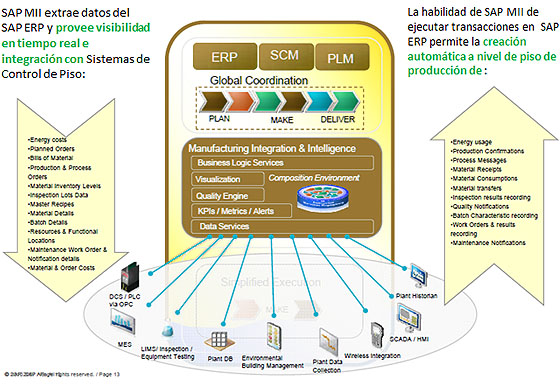 SAP MII extrae datos del
SAP ERP y provee visibilidad
en tiempo real e
integración con Sistemas de
Control de Piso:
•Energy costs
•Planned Orders
•Bills of Material
•Production & Process
Orders
•Material Inventory Levels
•Inspection Lots Data
•Master Recipes
•Material Details
•Batch Details
•Resources & Functional
Locations
•Maintenance Work Order &
Notification details
•Material & Order Costs
ERP
SCM
PLM
Global Coordination
PLAN
MAKE
DELIVER
Manufacturing Integration & Intelligence
Business Logic Services
Visualization
Composition Environment
Quality Engine
KPIs / Metrics / Alerts
Data Services
Simplified Execution
MAKE
La habilidad de SAP MII de
ejecutar transacciones en SAP
ERP permite la creación
automática a nivel de piso de
producción de :
•Energy usage
•Production Confirmations
•Process Messages
•Material Receipts
•Material Consumptions
•Material transfers
•Inspection results recording
•Quality Notifications
•Batch Characteristic recording
•Work Orders & results
recording
•Maintenance Notifications
DCS / PLC
via OPC
MES
LIMS/ Inspection /
Equipment Testing
Plant DB
Environmental
Building Management
Plant Data
Collection
Wireless Integration
SCADA / HMI
Plant Historian
rights reserved. / Page 13